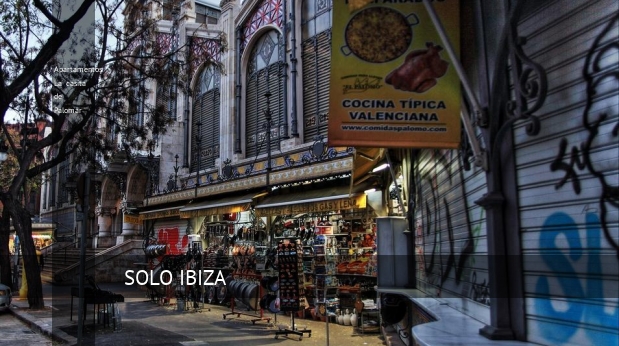 Apartamentos
La casita
de
Palomar
SOLO IBIZA
COCINA TÍPICA
VALENCIANA
www.comidaspalomo.com